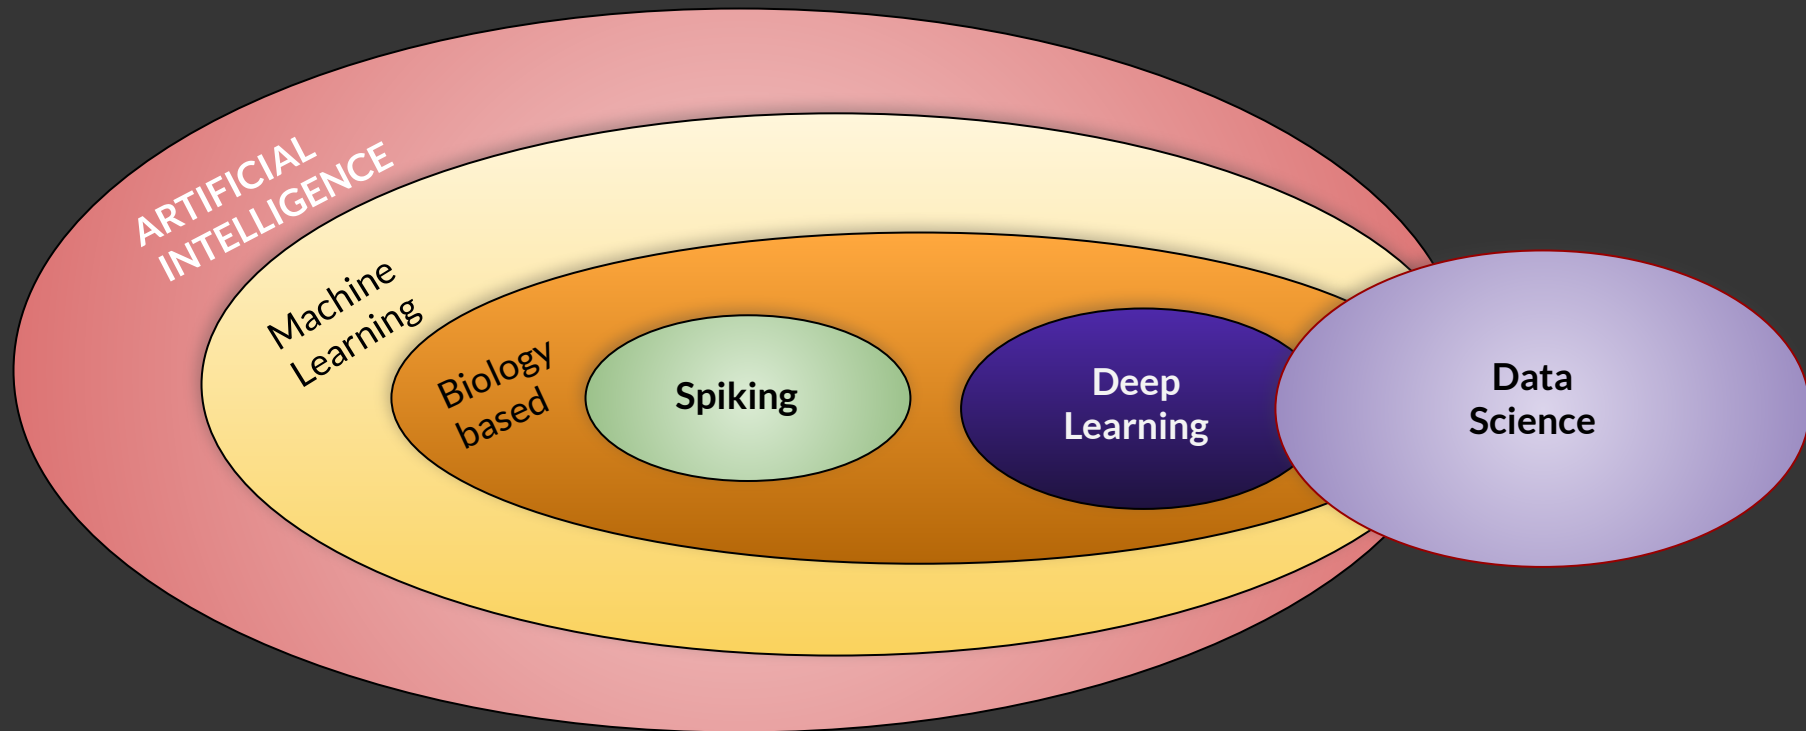 ARTIFICIAL
INTELLIGENCE
Machine
Learning
Biology
based
Spiking
Deep
Learning
Data
Science